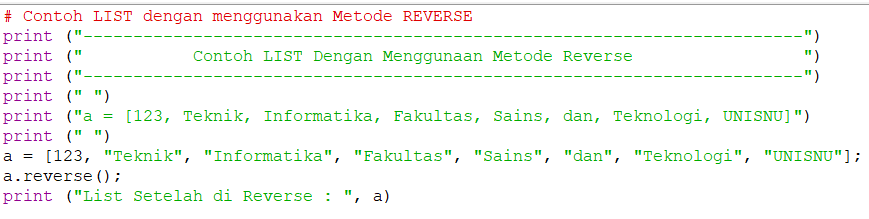 # Contoh LIST dengan menggunakan Metode REVERSE
print ("------------------------------------------------------------------------")
print ("           Contoh LIST Dengan Menggunaan Metode Reverse                 ")
print ("------------------------------------------------------------------------")
print (" ")
print ("a = [123, Teknik, Informatika, Fakultas, Sains, dan, Teknologi, UNISNU]")
print (" ")
a = [123, "Teknik", "Informatika", "Fakultas", "Sains", "dan", "Teknologi", "UNISNU"];
a.reverse();
print ("List Setelah di Reverse : ", a)